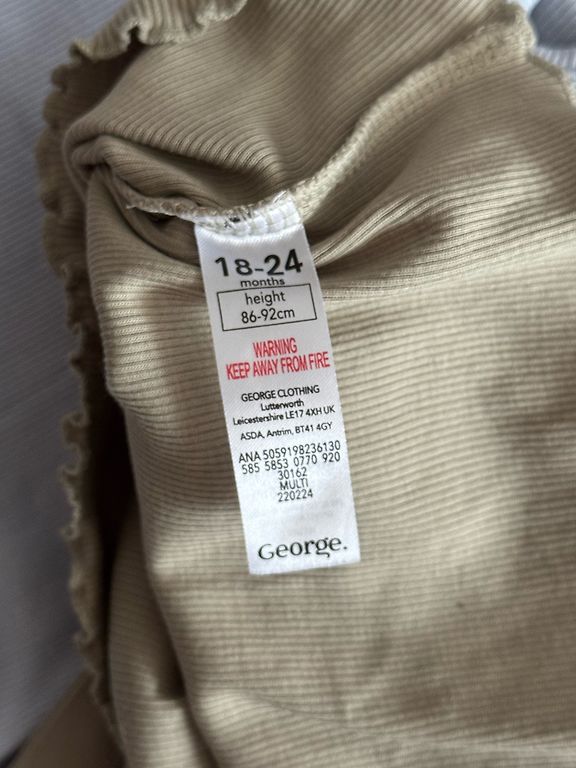 18-24
months
height
86-92cm
WARNING
KEEP AWAY FROM FIRE
GEORGE CLOTHING
Lutterworth
Leicestershire LE17 4XH UK
ASDA, Antrim, BT41 4GY
ANA 5059198236130
585 5853 0770 920
30162
MULTI
220224
George.